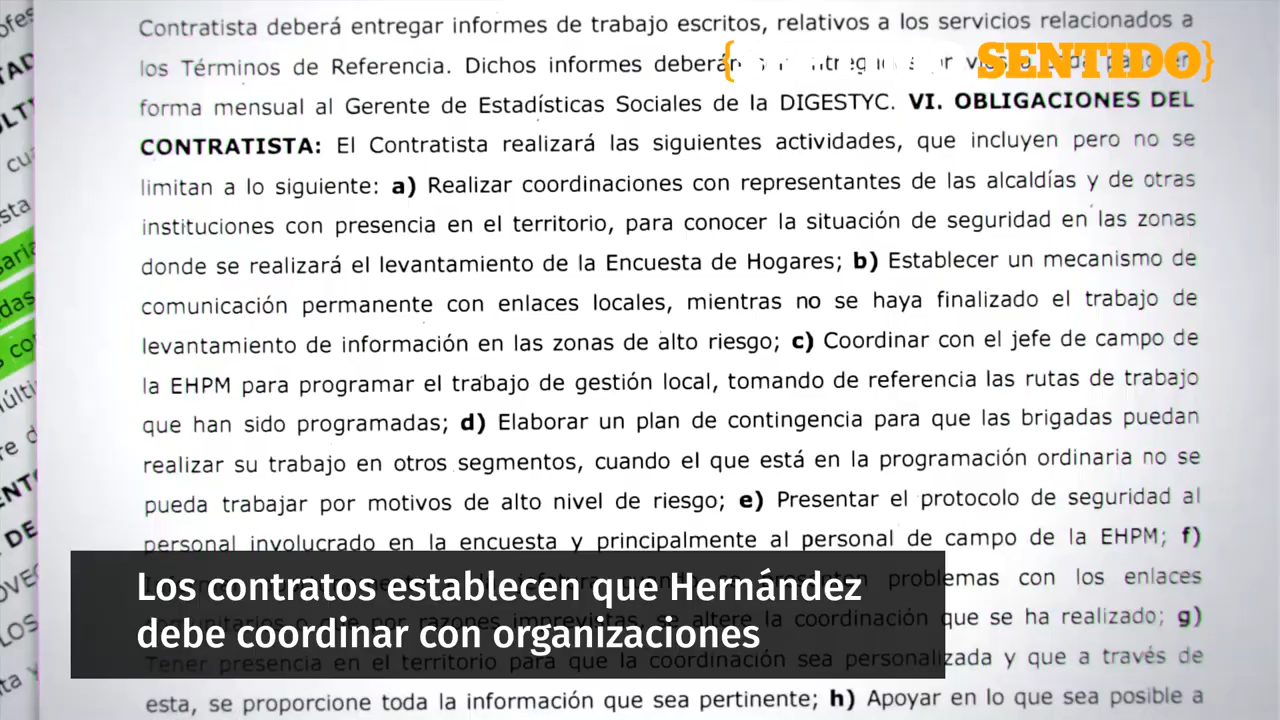 Contratista deberá entregar informes de trabajo escritos, relativos a los servicios relacionados a
{ SENTIDO}
los Términos de Referencia. Dichos informes deberán
forma mensual al Gerente de Estadísticas Sociales de la DIGESTYC. VI. OBLIGACIONES DEL
CONTRATISTA: El Contratista realizará las siguientes actividades, que incluyen pero no se
limitan a lo siguiente: a) Realizar coordinaciones con representantes de las alcaldías y de otras
instituciones con presencia en el territorio, para conocer la situación de seguridad en las zonas
donde se realizará el levantamiento de la Encuesta de Hogares; b) Establecer un mecanismo de
comunicación permanente con enlaces locales, mientras no se haya finalizado el trabajo de
levantamiento de información en las zonas de alto riesgo; c) Coordinar con el jefe de campo de
la EHPM para programar el trabajo de gestión local, tomando de referencia las rutas de trabajo
que han sido programadas; d) Elaborar un plan de contingencia para que las brigadas puedan
realizar su trabajo en otros segmentos, cuando el que está en la programación ordinaria no se
pueda trabajar por motivos de alto nivel de riesgo; e) Presentar el protocolo de seguridad al
personal involucrado en la encuesta y principalmente al personal de campo de la EHPM; f)
problemas con los enlaces
razones imprevistas, se altere la coordinación que se ha realizado; g)
Tener presencia en el territorio para que la coordinación sea personalizada y que a través de
esta, se proporcione toda la información que sea pertinente; h) Apoyar en lo que sea posible a
Los contratos establecen que Hernández
debe coordinar con organizaciones